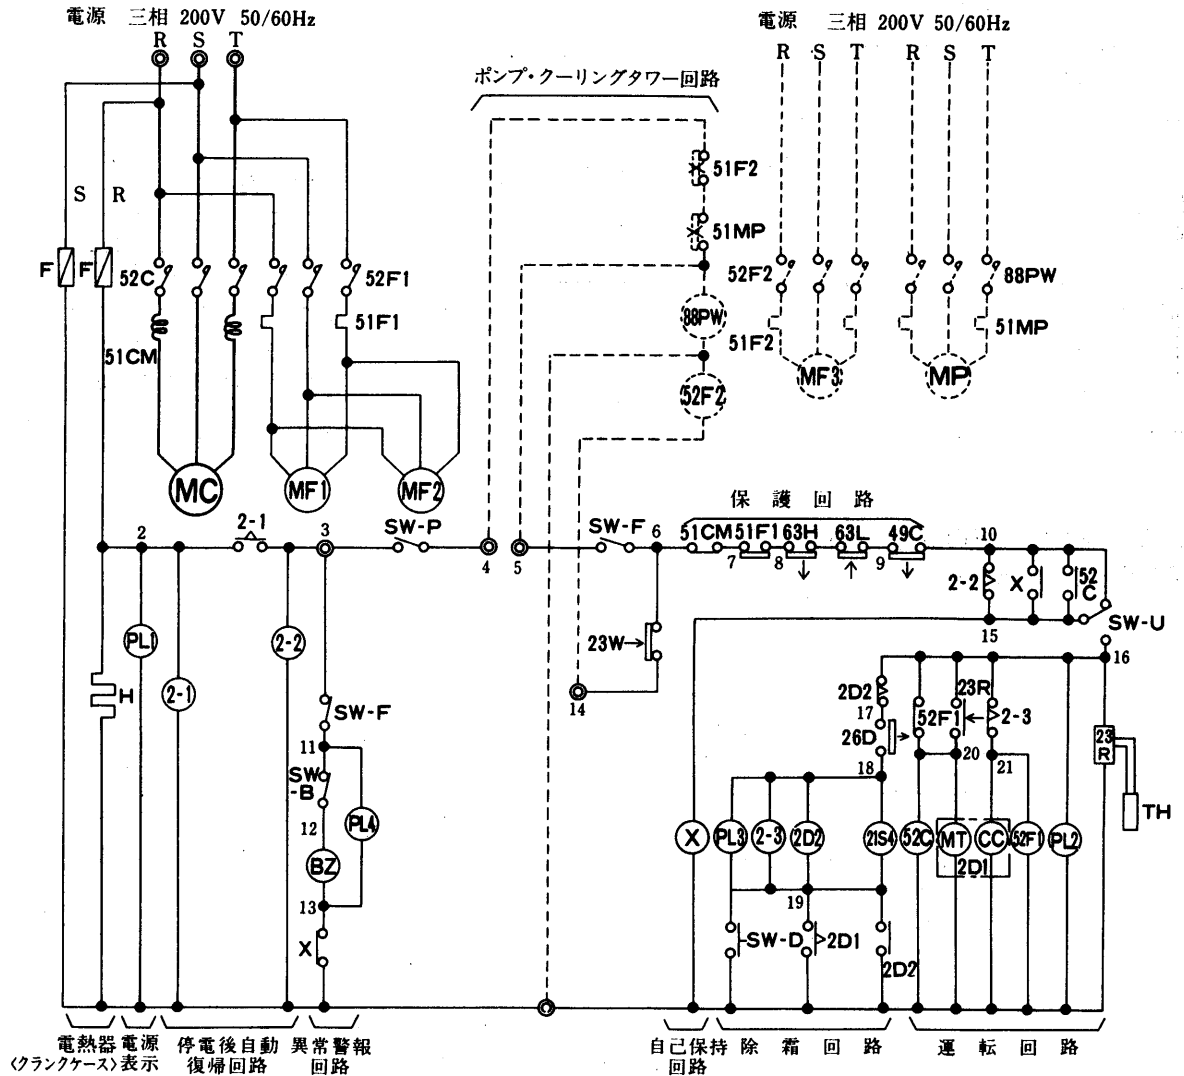 電源 三相 200V 50/60Hz
R S T
電源 三相 200V 50/60Hz
R S T R S T
ポンプ・クーリングタワー回路
S R
F F
52C
52F1
51F1
51CM
MC
MF1
MF2
51F2
51MP
88PW
52F2
52F2
51F2
MF3
88PW
51MP
MP
2
2-1
3
SW-P
4
5
SW-F
6
保護回路
51CM 51F1 63H 63L 49C
7 8 9
10
2-2
X
52C
SW-U
15
16
PL1
2-1
2-2
H
SW-F
11
SW-B
12
PL4
BZ
13
X
23W
14
2D2
17
26D
18
52F1
23R
2-3
20
21
23R
TH
X
PL3
2-3
2D2
21S4
52C
MT
CC
2D1
52F1
PL2
19
SW-D
2D1
2D2
電熱器
〈クランクケース〉
電源
表示
停電後自動
復帰回路
異常警報
回路
自己保持
回路
除霜回路
運転回路